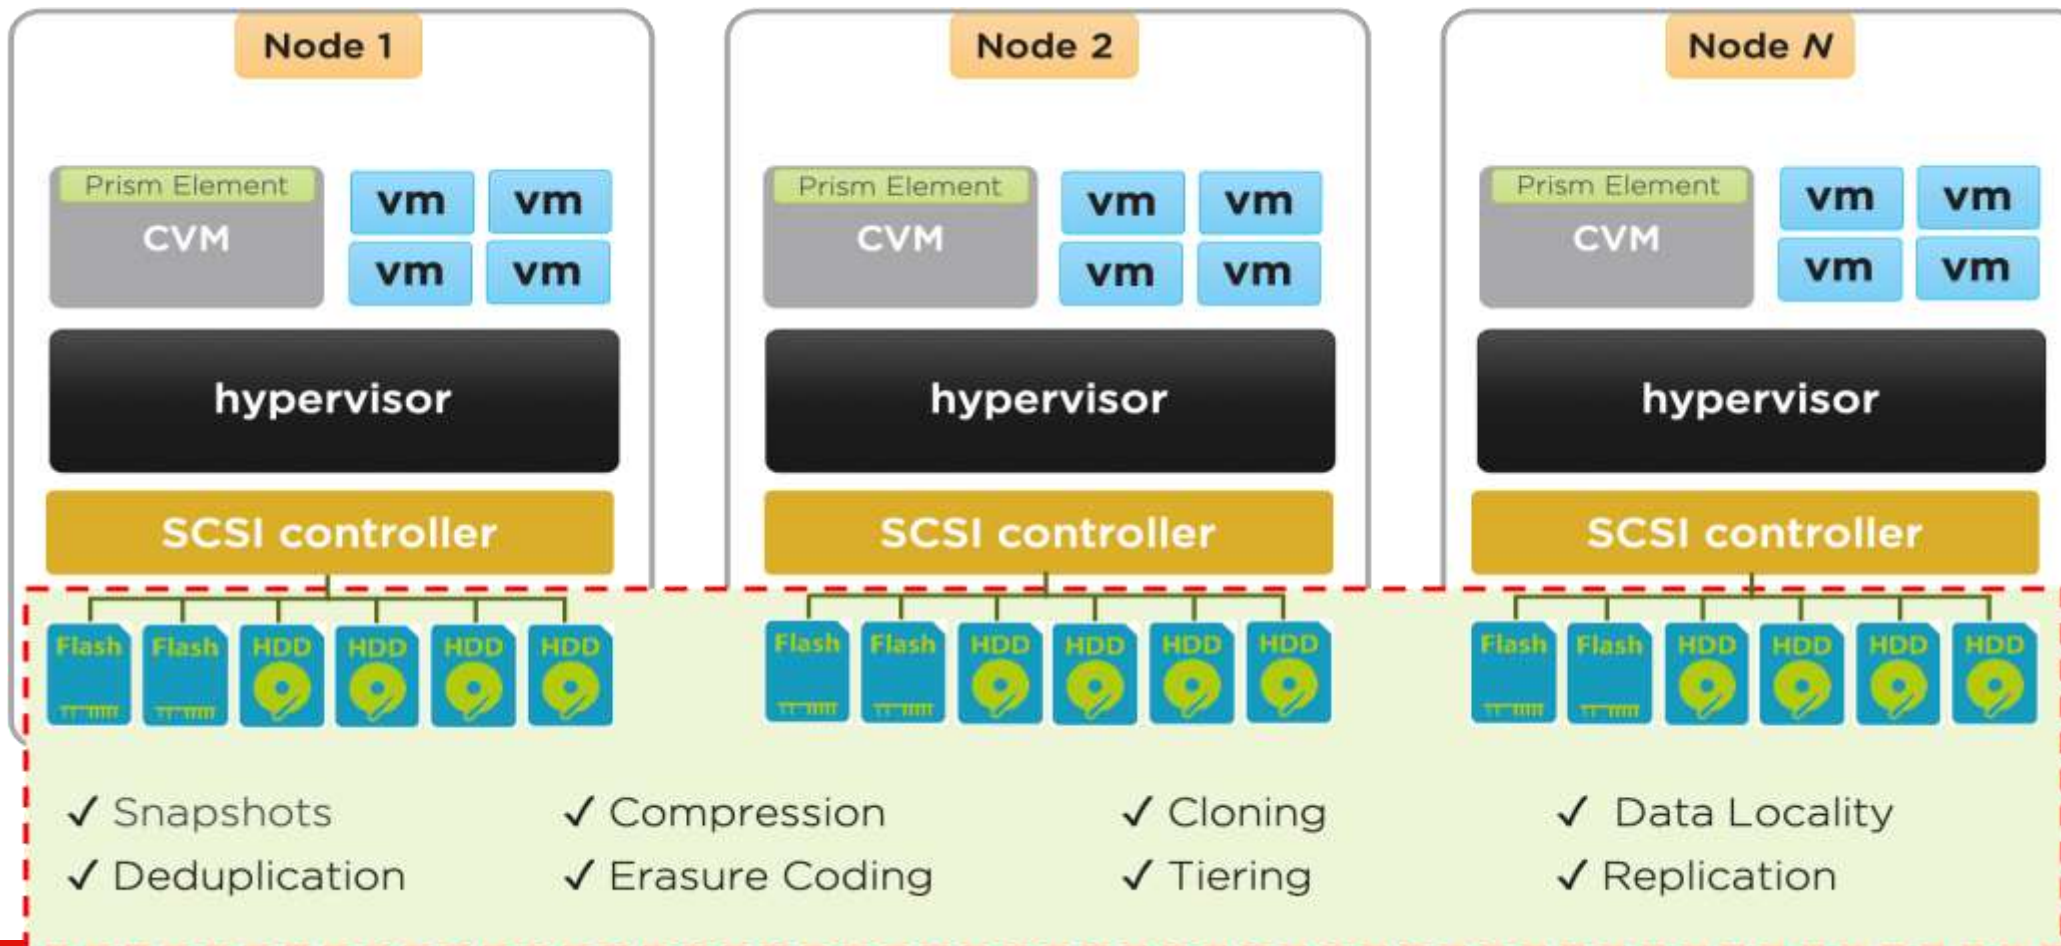 Node 1
Prism Element
CVM
vm vm
vm vm
hypervisor
SCSI controller
Flash Flash HDD HDD HDD HDD
Node 2
Prism Element
CVM
vm vm
vm vm
hypervisor
SCSI controller
Flash Flash HDD HDD HDD HDD
Node N
Prism Element
CVM
vm vm
vm vm
hypervisor
SCSI controller
Flash Flash HDD HDD HDD HDD
✓ Snapshots ✓ Compression ✓ Cloning ✓ Data Locality
✓ Deduplication ✓ Erasure Coding ✓ Tiering ✓ Replication